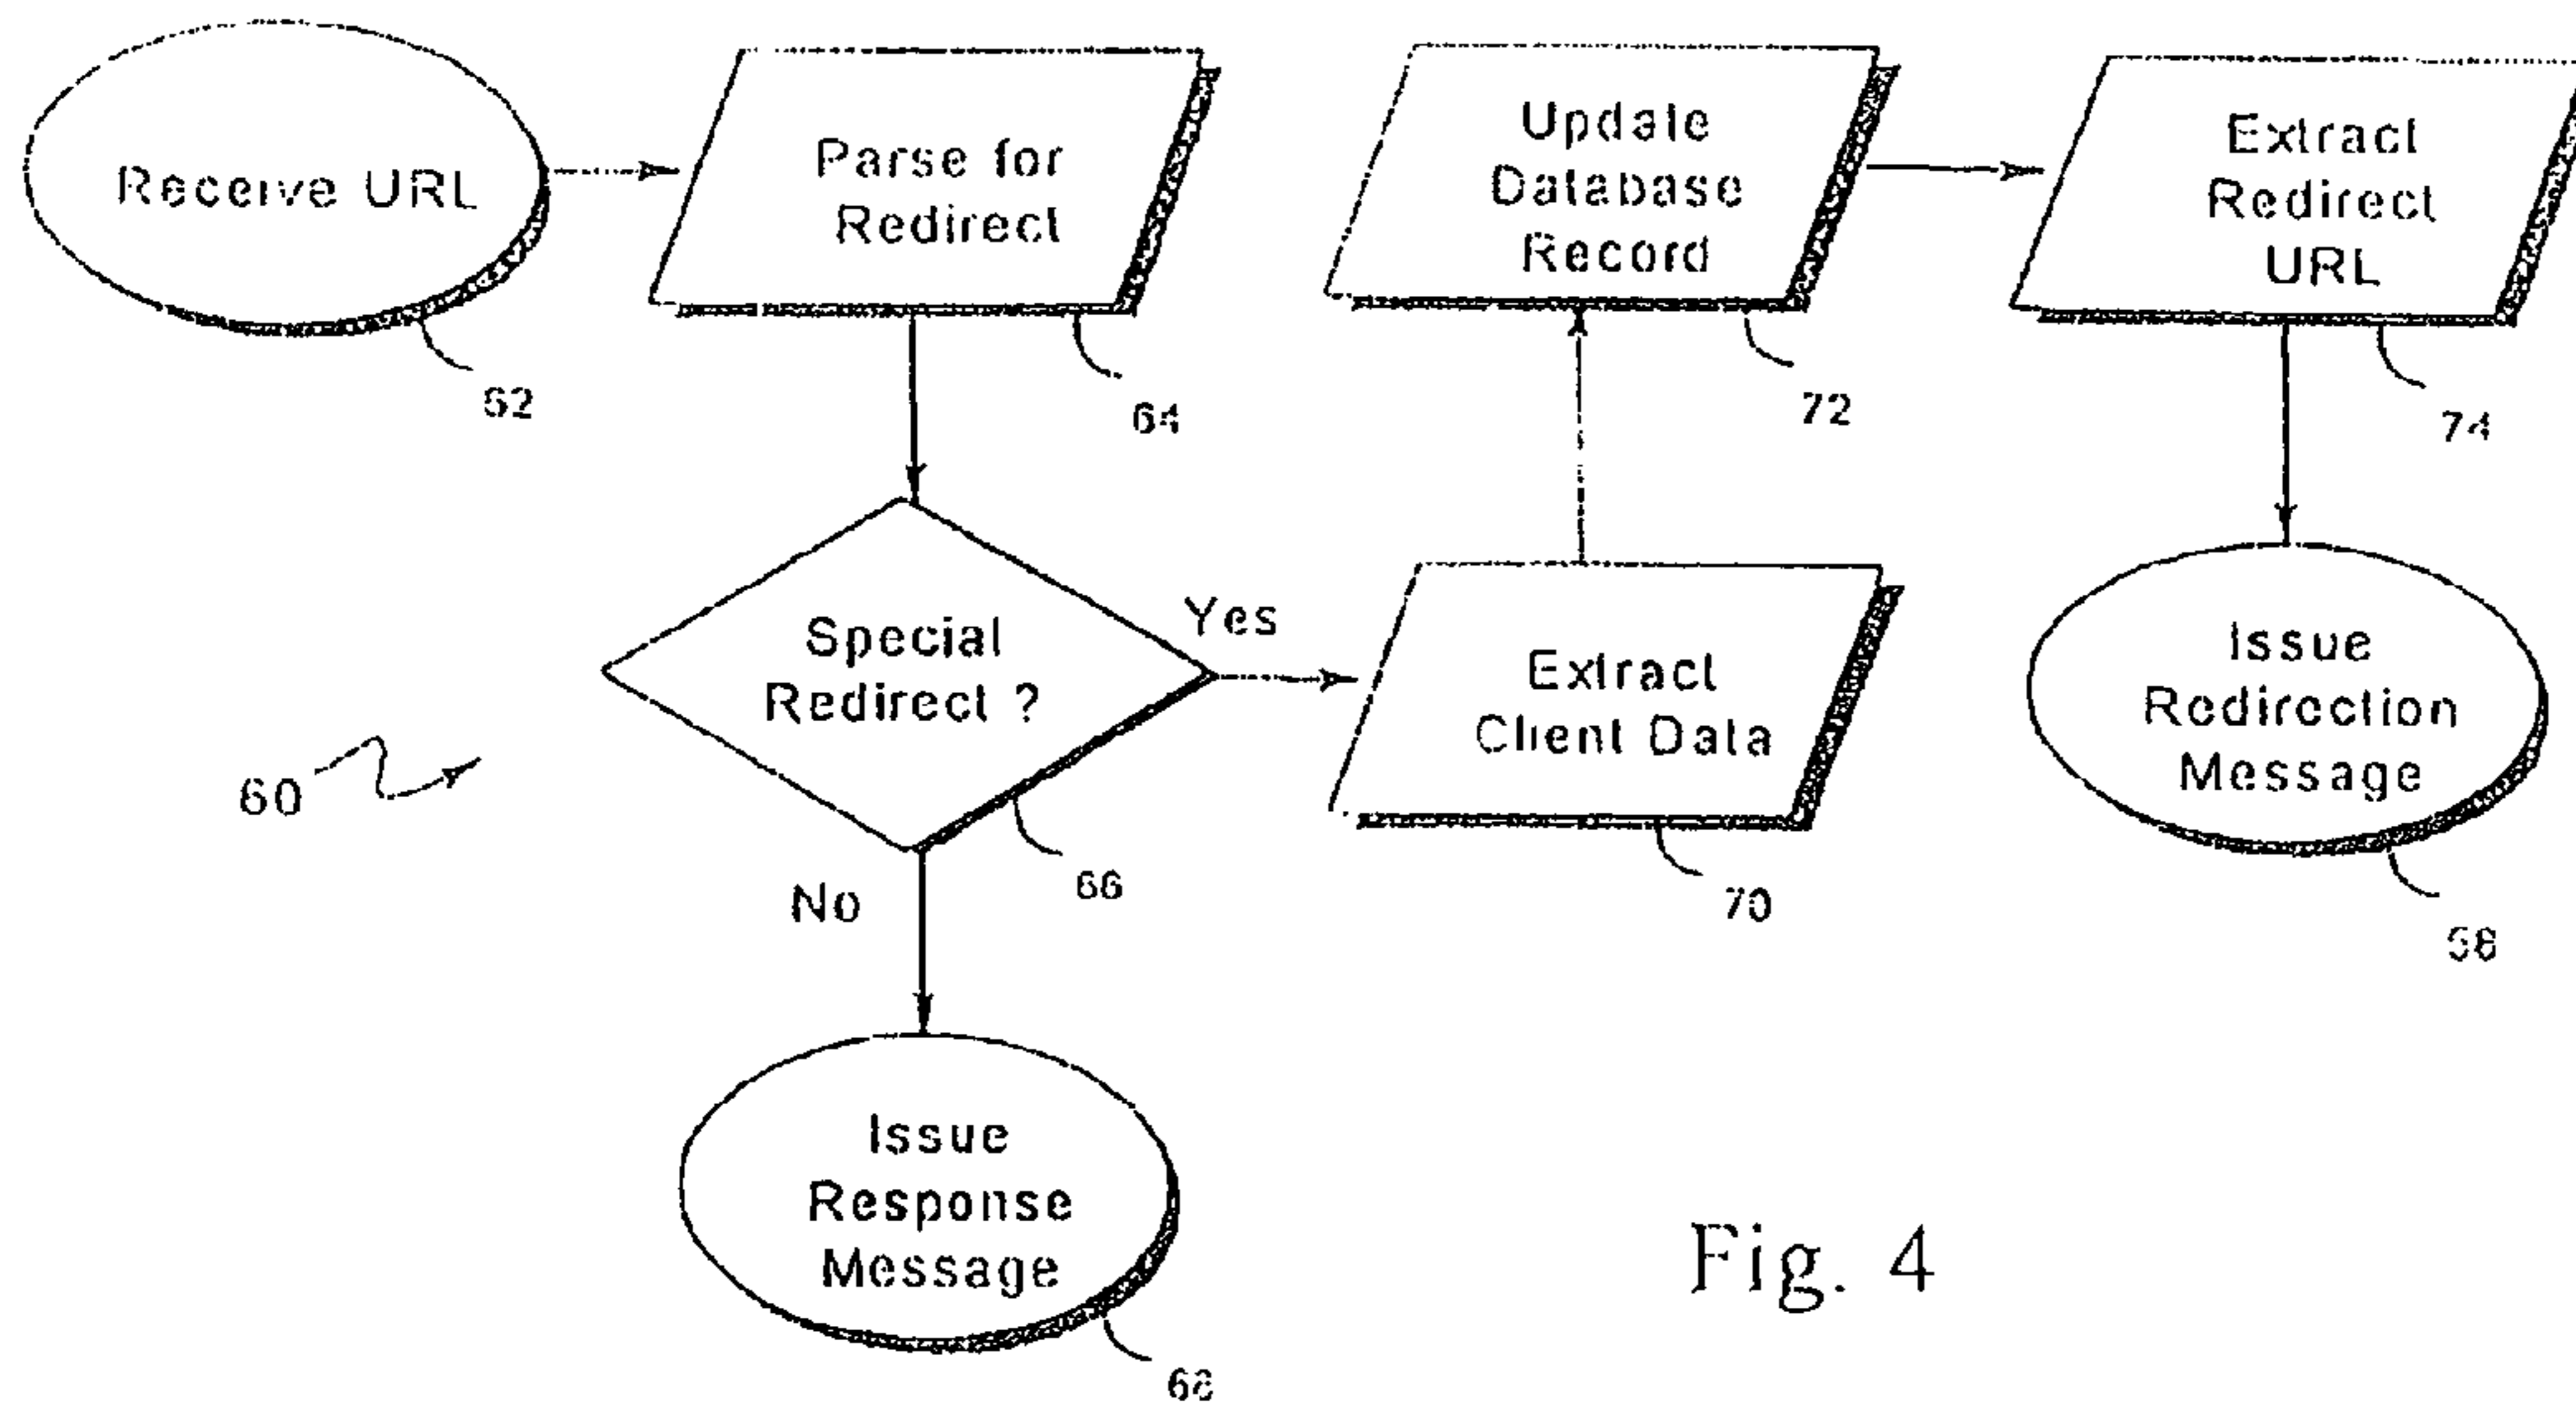 Receive URL
62
Parse for
Redirect
64
Special
Redirect ?
66
Yes
No
Issue
Response
Message
68
Extract
Client Data
70
Update
Database
Record
72
Extract
Redirect
URL
74
Issue
Redirection
Message
60
Fig. 4